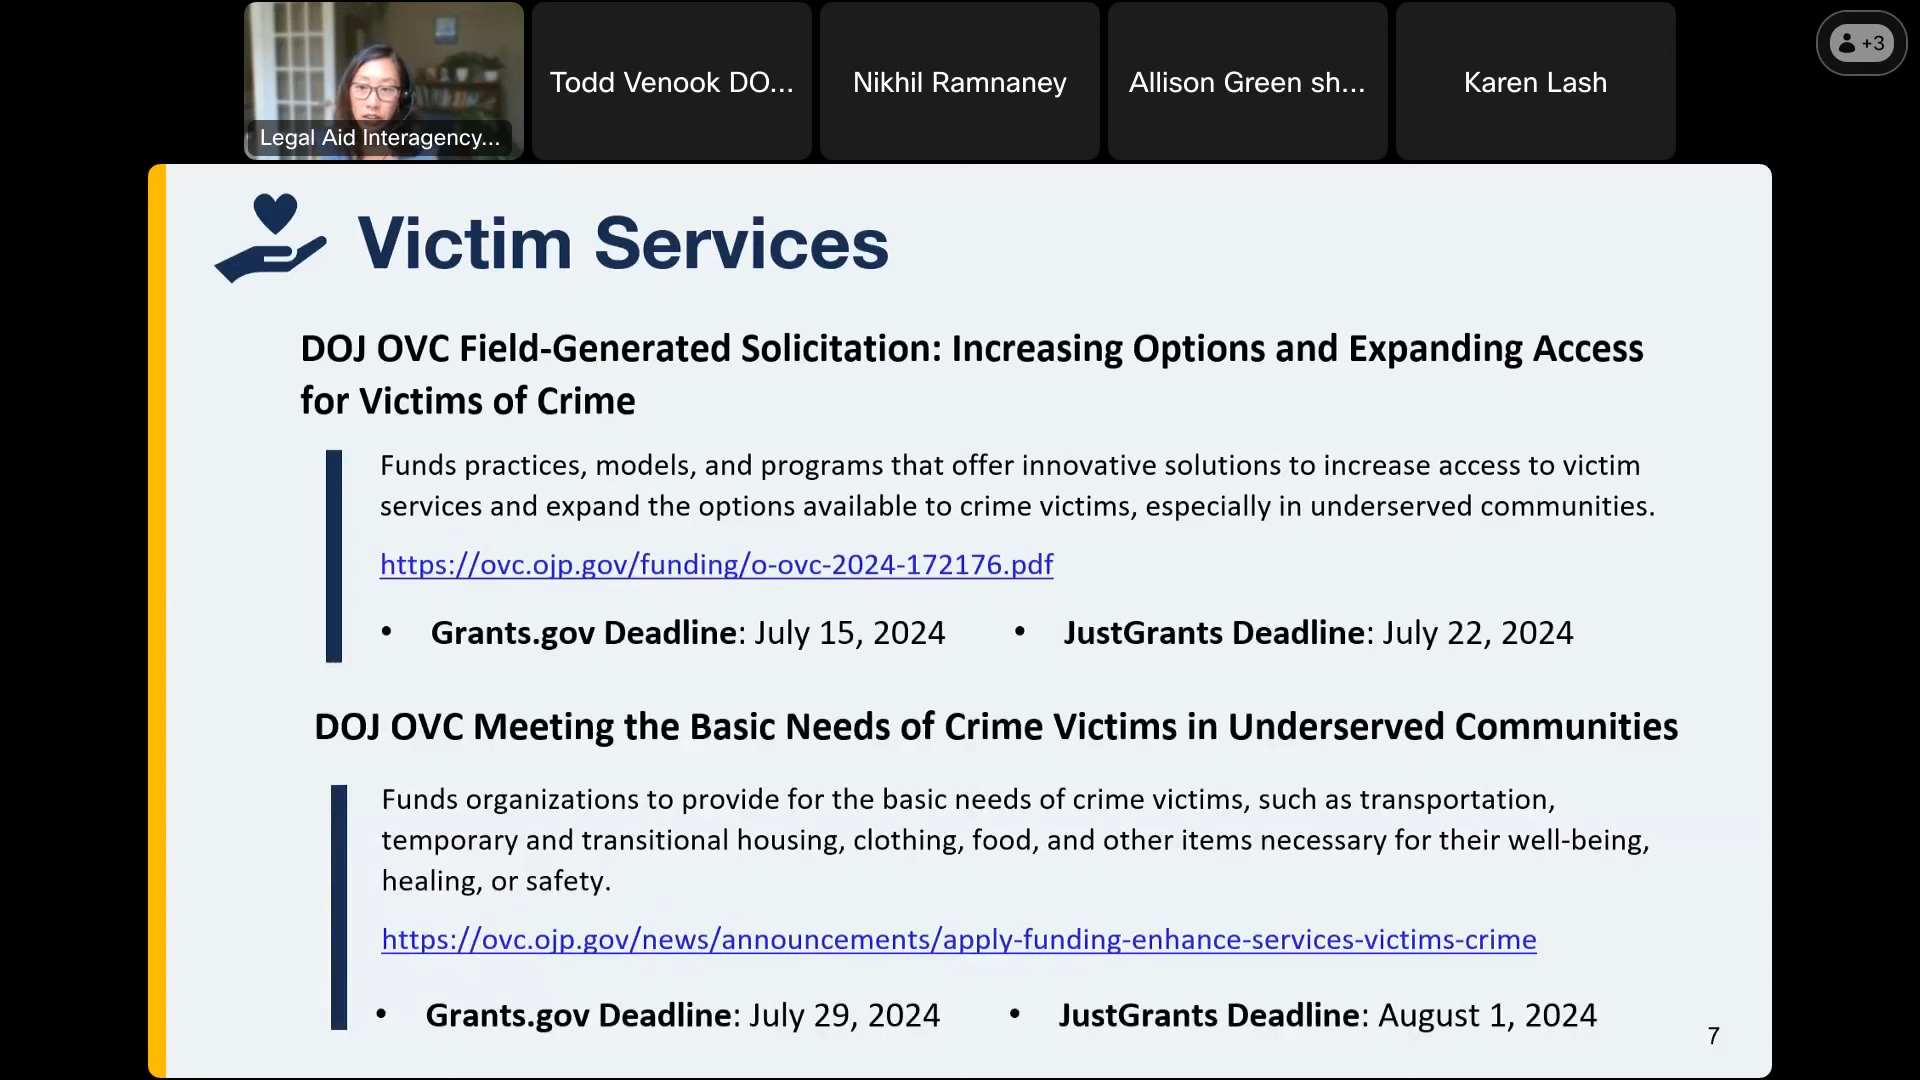 Legal Aid Interagency...
Todd Venook DO...
Nikhil Ramnaney
Allison Green sh...
Karen Lash
+3
Victim Services
DOJ OVC Field-Generated Solicitation: Increasing Options and Expanding Access
for Victims of Crime
Funds practices, models, and programs that offer innovative solutions to increase access to victim
services and expand the options available to crime victims, especially in underserved communities.
https://ovc.ojp.gov/funding/o-ovc-2024-172176.pdf
• Grants.gov Deadline: July 15, 2024
• JustGrants Deadline: July 22, 2024
DOJ OVC Meeting the Basic Needs of Crime Victims in Underserved Communities
Funds organizations to provide for the basic needs of crime victims, such as transportation,
temporary and transitional housing, clothing, food, and other items necessary for their well-being,
healing, or safety.
https://ovc.ojp.gov/news/announcements/apply-funding-enhance-services-victims-crime
• Grants.gov Deadline: July 29, 2024
• JustGrants Deadline: August 1, 2024
7